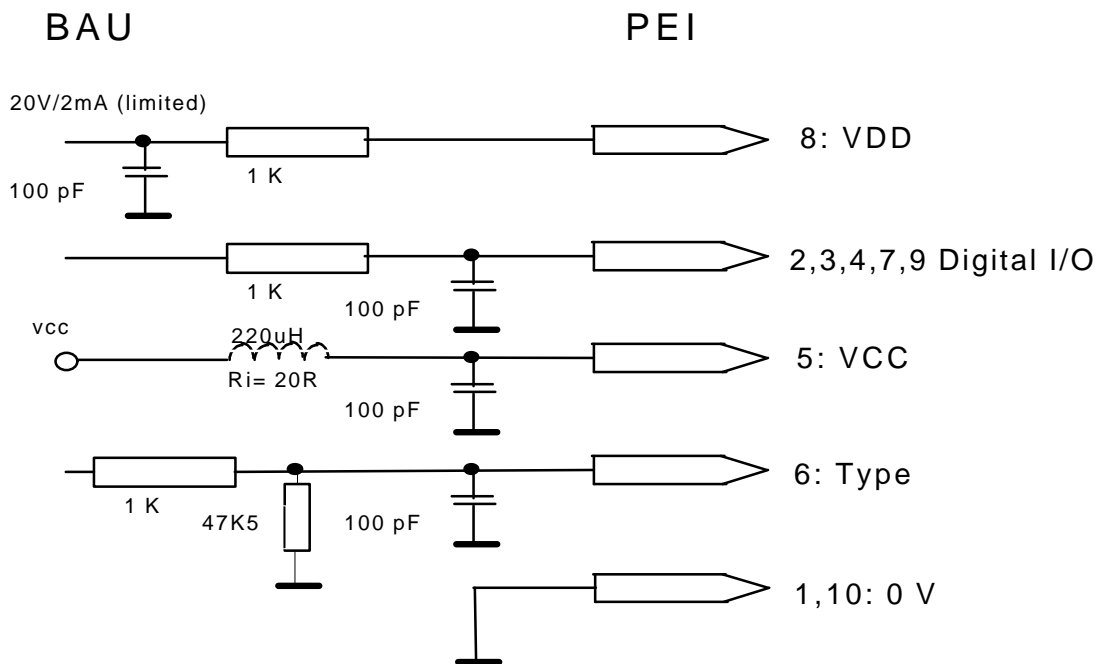 BAU PEI
20V/2mA (limited)
8: VDD
100 pF
1 K
2,3,4,7,9 Digital I/O
1 K
100 pF
vcc
220uH
5: VCC
Ri= 20R
100 pF
6: Type
1 K
47K5
100 pF
1,10: 0 V